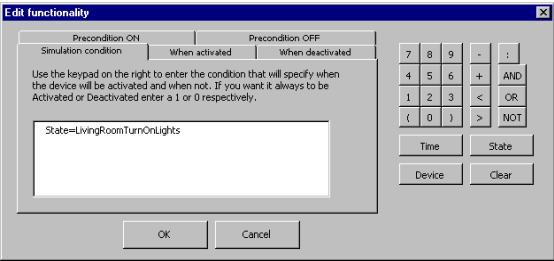 Edit functionality
Precondition ON Precondition OFF
Simulation condition When activated When deactivated
Use the keypad on the right to enter the condition that will specify when
the device will be activated and when not. If you want it always to be
Activated or Deactivated enter a 1 or 0 respectively.
State=LivingRoomTurnOnLights
7 8 9 - :
4 5 6 + AND
1 2 3 < OR
( 0 ) > NOT
Time State
Device Clear
OK Cancel